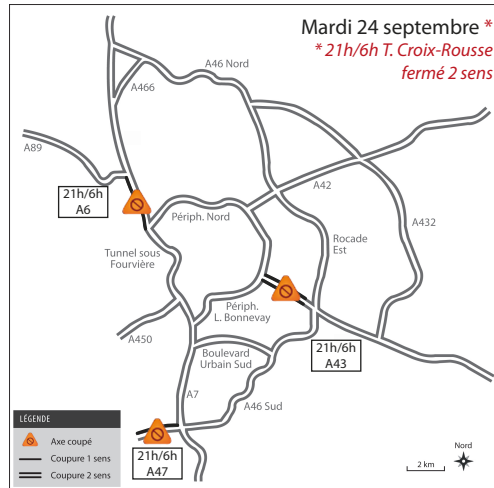 Mardi 24 septembre *
* 21h/6h T. Croix-Rousse
fermé 2 sens
A46 Nord
A466
A89
21h/6h
A6
A42
Périph. Nord
A432
Tunnel sous
Fourvière
Rocade
Est
Périph.
L. Bonnevay
A450
Boulevard
Urbain Sud
21h/6h
A43
A7
A46 Sud
LÉGENDE
Axe coupé
Coupure 1 sens
Coupure 2 sens
21h/6h
A47
2 km
Nord